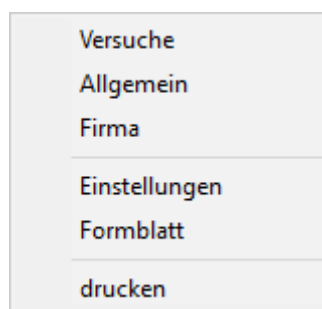 Versuche
Allgemein
Firma
Einstellungen
Formblatt
drucken